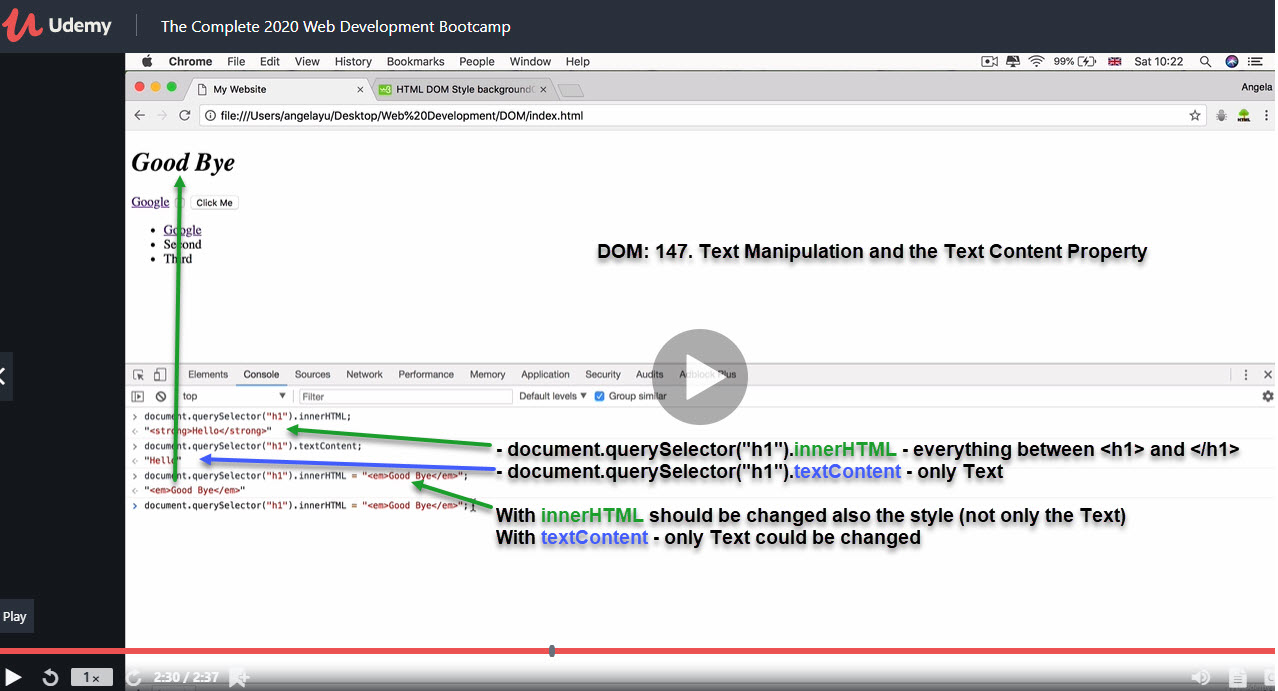 Udemy The Complete 2020 Web Development Bootcamp
Chrome File Edit View History Bookmarks People Window Help 99% Sat 10:22
My Website HTML DOM Style background Angela
file:///Users/angelayu/Desktop/Web%20Development/DOM/index.html
Good Bye
Google Click Me
Google
Second
Third
DOM: 147. Text Manipulation and the Text Content Property
Elements Console Sources Network Performance Memory Application Security Audits Adblock Plus
top Filter Default levels Group similar
document.querySelector("h1").innerHTML;
"<strong>Hello</strong>"
document.querySelector("h1").textContent;
"Hello"
document.querySelector("h1").innerHTML = "<em>Good Bye</em>";
"<em>Good Bye</em>"
document.querySelector("h1").innerHTML = "<em>Good Bye</em>";
- document.querySelector("h1").innerHTML - everything between <h1> and </h1>
- document.querySelector("h1").textContent - only Text
With innerHTML should be changed also the style (not only the Text)
With textContent - only Text could be changed
Play
1x 2:30 / 2:37